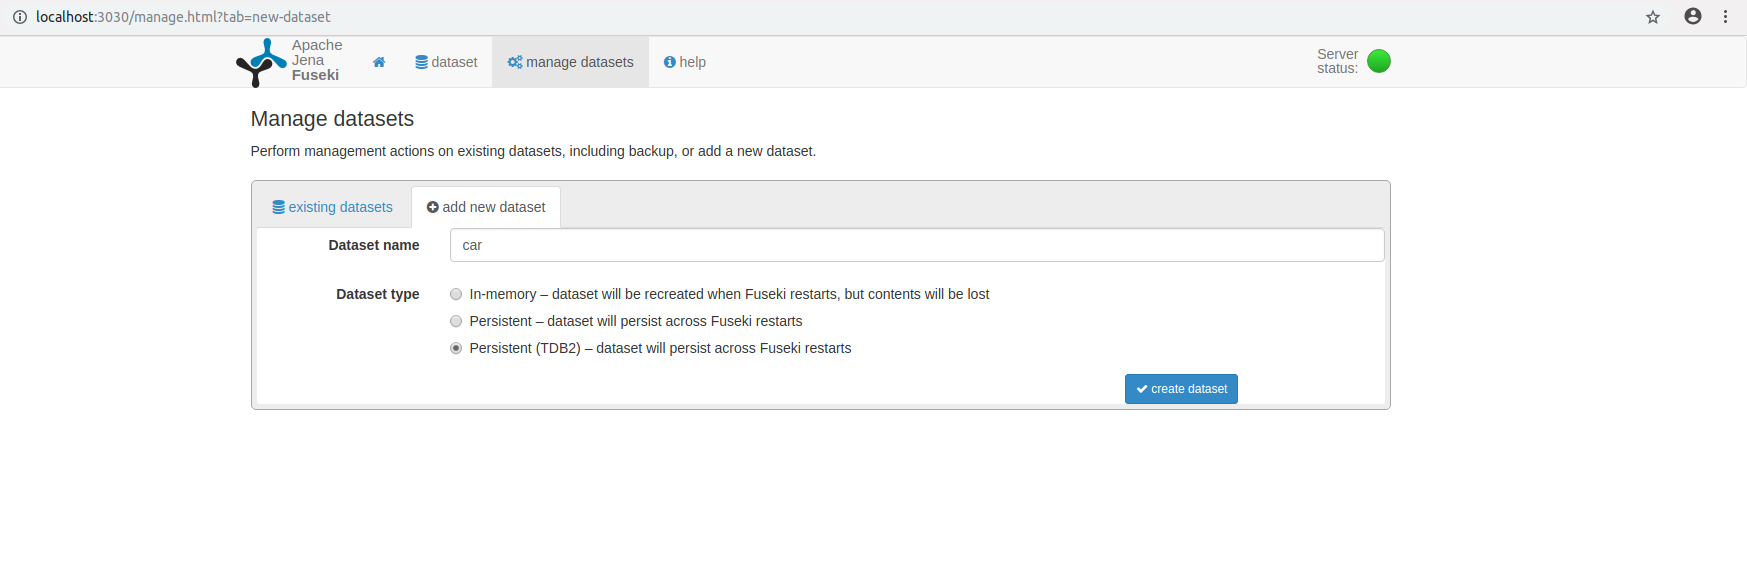 localhost:3030/manage.html?tab=new-dataset
Apache
Jena
Fuseki
dataset
manage datasets
help
Server
status:
Manage datasets
Perform management actions on existing datasets, including backup, or add a new dataset.
existing datasets
add new dataset
Dataset name
car
Dataset type
In-memory – dataset will be recreated when Fuseki restarts, but contents will be lost
Persistent – dataset will persist across Fuseki restarts
Persistent (TDB2) – dataset will persist across Fuseki restarts
create dataset